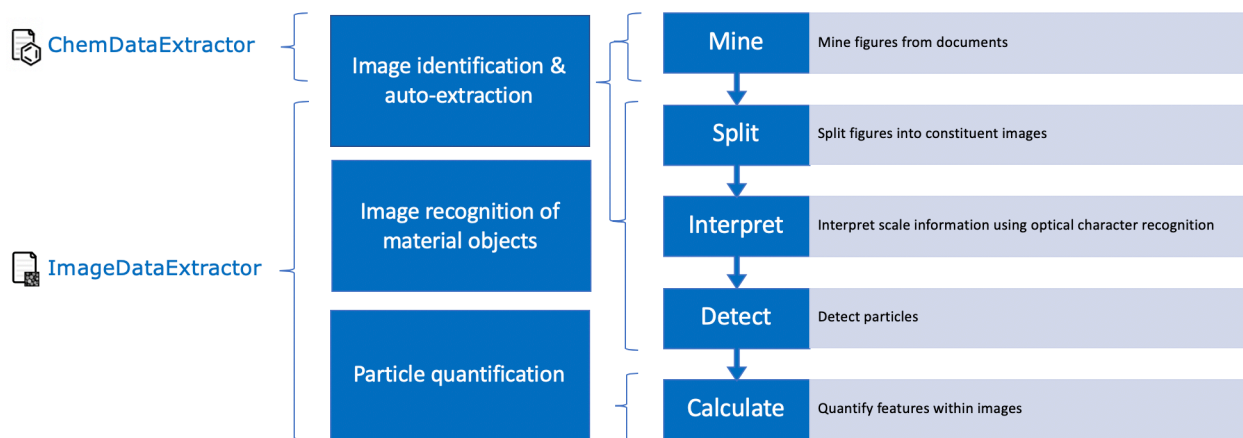 ChemDataExtractor
ImageDataExtractor
Image identification &
auto-extraction
Image recognition of
material objects
Particle quantification
Mine
Mine figures from documents
Split
Split figures into constituent images
Interpret
Interpret scale information using optical character recognition
Detect
Detect particles
Calculate
Quantify features within images